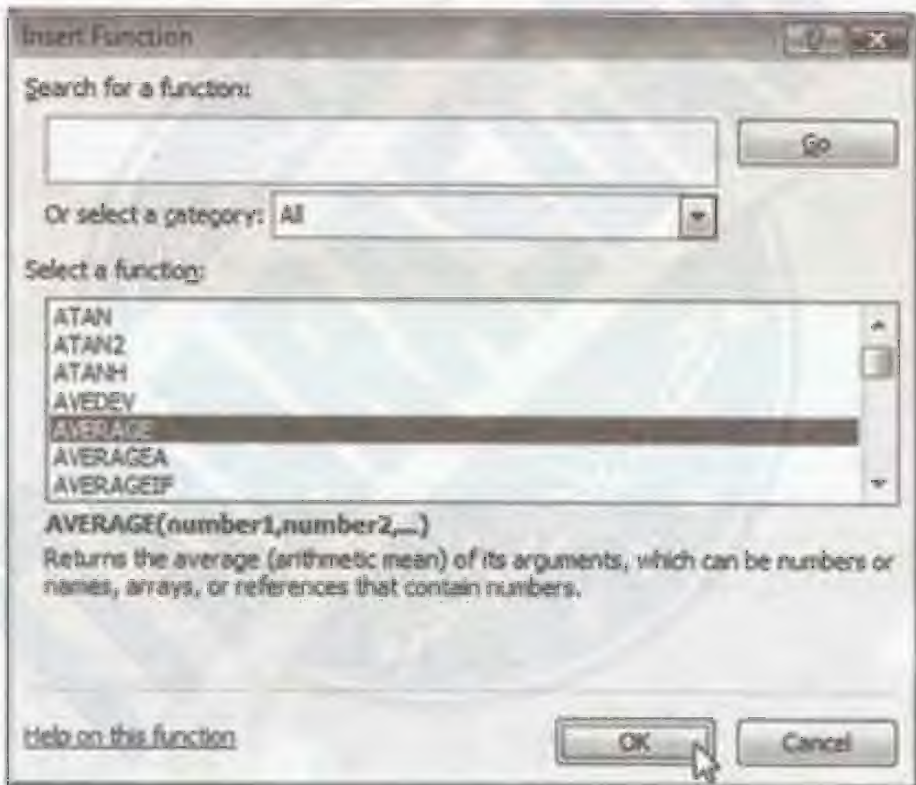 Insert Function
Search for a function:
Go
Or select a category: All
Select a function:
ATAN
ATAN2
ATANH
AVEDEV
AVERAGE
AVERAGEA
AVERAGEIF
AVERAGE(number1,number2,...)
Returns the average (arithmetic mean) of its arguments, which can be numbers or
names, arrays, or references that contain numbers.
Help on this function
OK
Cancel